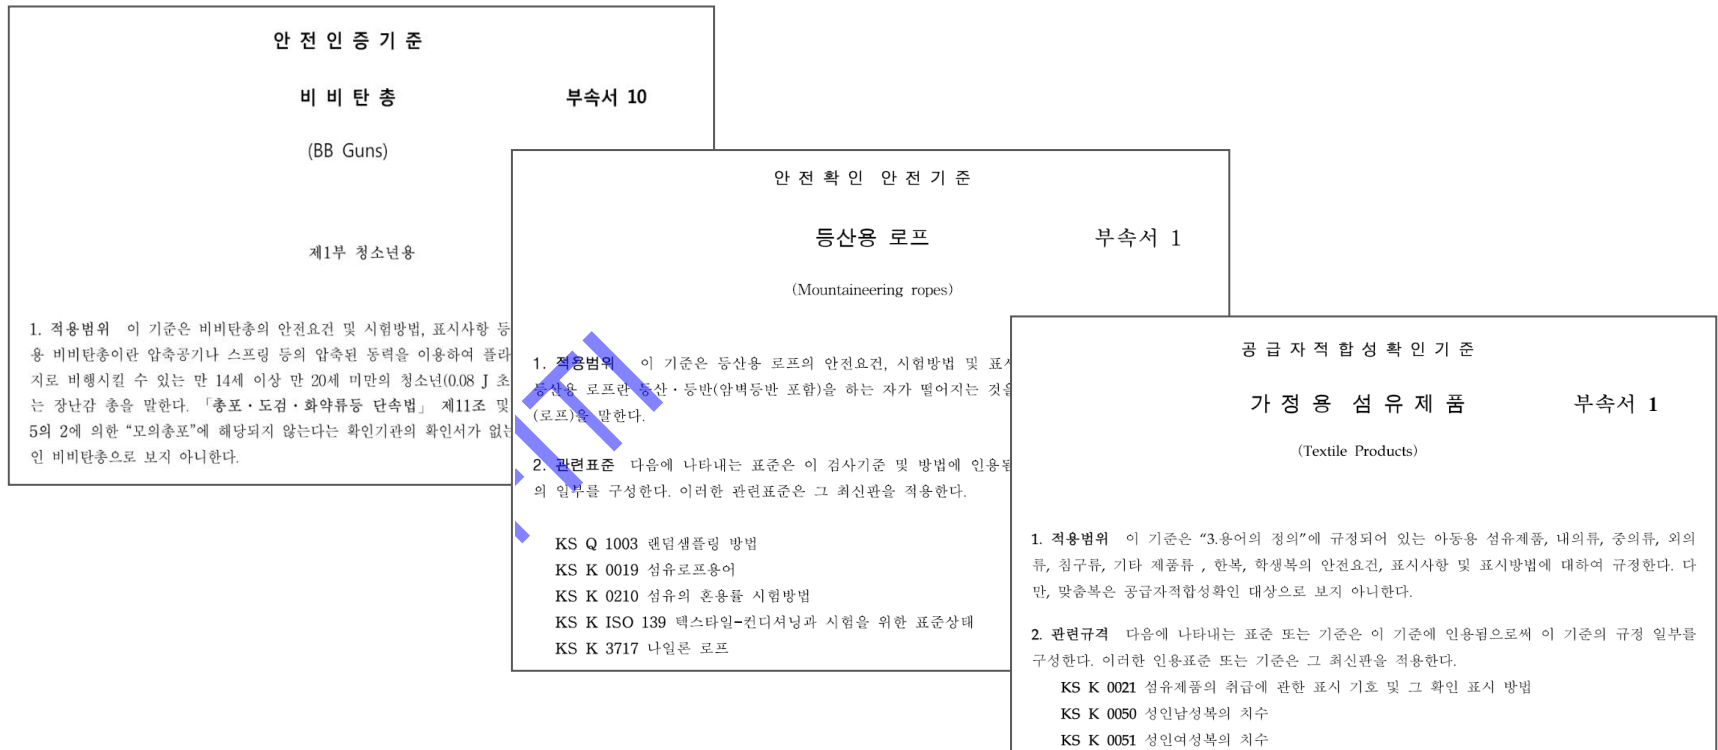 안 전 인 증 기 준
비 비 탄 총 부속서 10
(BB Guns)
제1부 청소년용
1. 적용범위 이 기준은 비비탄총의 안전요건 및 시험방법, 표시사항 등
용 비비탄총이란 압축공기나 스프링 등의 압축된 동력을 이용하여 플라
지로 비행시킬 수 있는 만 14세 이상 만 20세 미만의 청소년(0.08 J 초
는 장난감 총을 말한다. 「총포·도검·화약류등 단속법」 제11조 및
5의 2에 의한 “모의총포”에 해당되지 않는다는 확인기관의 확인서가 없는
인 비비탄총으로 보지 아니한다.
안 전 확 인 안 전 기 준
등산용 로프 부속서 1
(Mountaineering ropes)
1. 적용범위 이 기준은 등산용 로프의 안전요건, 시험방법 및 표시
등산용 로프란 등산·등반(암벽등반 포함)을 하는 자가 떨어지는 것을
(로프)을 말한다.
2. 관련표준 다음에 나타내는 표준은 이 검사기준 및 방법에 인용됨
의 일부를 구성한다. 이러한 관련표준은 그 최신판을 적용한다.
KS Q 1003 랜덤샘플링 방법
KS K 0019 섬유로프용어
KS K 0210 섬유의 혼용률 시험방법
KS K ISO 139 텍스타일-컨디셔닝과 시험을 위한 표준상태
KS K 3717 나일론 로프
공 급 자 적 합 성 확 인 기 준
가 정 용 섬 유 제 품 부속서 1
(Textile Products)
1. 적용범위 이 기준은 “3.용어의 정의”에 규정되어 있는 아동용 섬유제품, 내의류, 중의류, 외의
류, 침구류, 기타 제품류 , 한복, 학생복의 안전요건, 표시사항 및 표시방법에 대하여 규정한다. 다
만, 맞춤복은 공급자적합성확인 대상으로 보지 아니한다.
2. 관련규격 다음에 나타내는 표준 또는 기준은 이 기준에 인용됨으로써 이 기준의 규정 일부를
구성한다. 이러한 인용표준 또는 기준은 그 최신판을 적용한다.
KS K 0021 섬유제품의 취급에 관한 표시 기호 및 그 확인 표시 방법
KS K 0050 성인남성복의 치수
KS K 0051 성인여성복의 치수